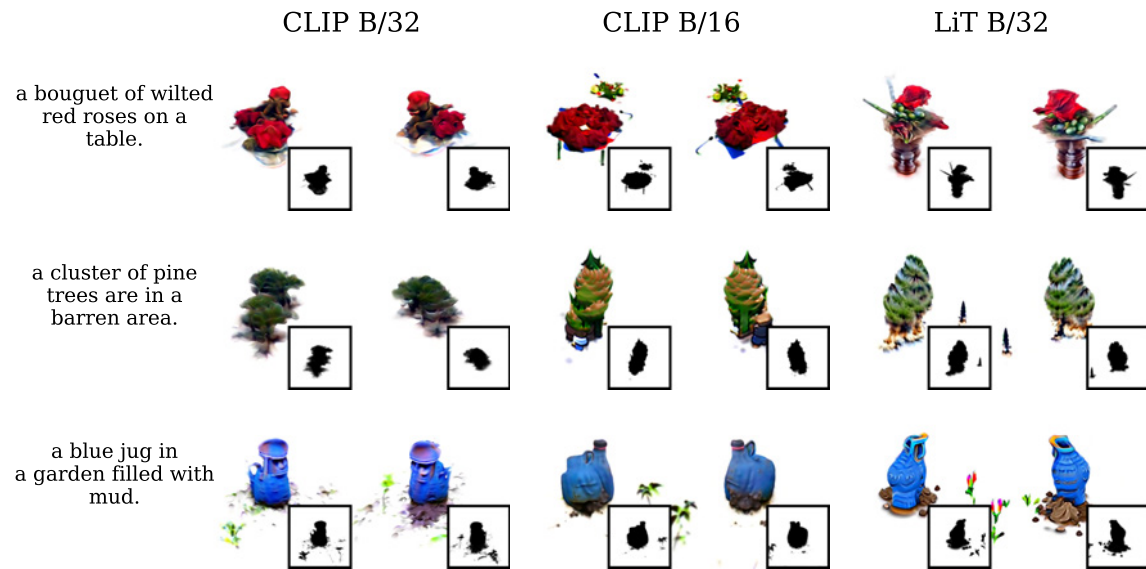 CLIP B/32
CLIP B/16
LiT B/32
a bouquet of wilted
red roses on a
table.
a cluster of pine
trees are in a
barren area.
a blue jug in
a garden filled with
mud.